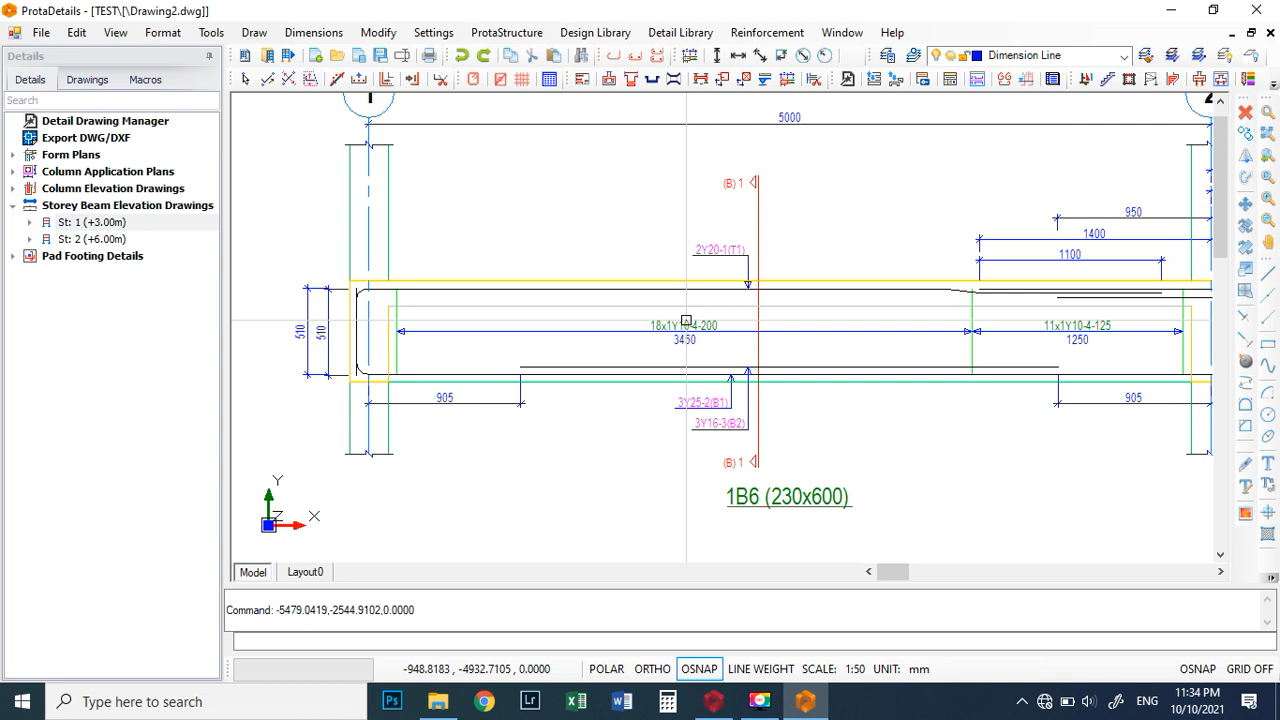 ProtaDetails - [TEST\[\Drawing2.dwg]]
File Edit View Format Tools Draw Dimensions Modify Settings ProtaStructure Design Library Detail Library Reinforcement Window Help
Details
Dimension Line
Details Drawings Macros
Search
Detail Drawing Manager
Export DWG/DXF
Form Plans
Column Application Plans
Column Elevation Drawings
Storey Beam Elevation Drawings
St: 1 (+3.00m)
St: 2 (+6.00m)
Pad Footing Details
1
2
5000
(B) 1
950
1400
1100
2Y20-1(T1)
510
510
18x1Y10-4-200
3450
11x1Y10-4-125
1250
905
3Y25-2(B1)
3Y16-3(B2)
905
(B) 1
1B6 (230x600)
Y
Z
X
Model Layout0
Command: -5479.0419,-2544.9102,0.0000
-948.8183 , -4932.7105 , 0.0000 POLAR ORTHO OSNAP LINE WEIGHT SCALE: 1:50 UNIT: mm OSNAP GRID OFF
Type here to search
Ps
Lr
ENG
11:34 PM
10/10/2021